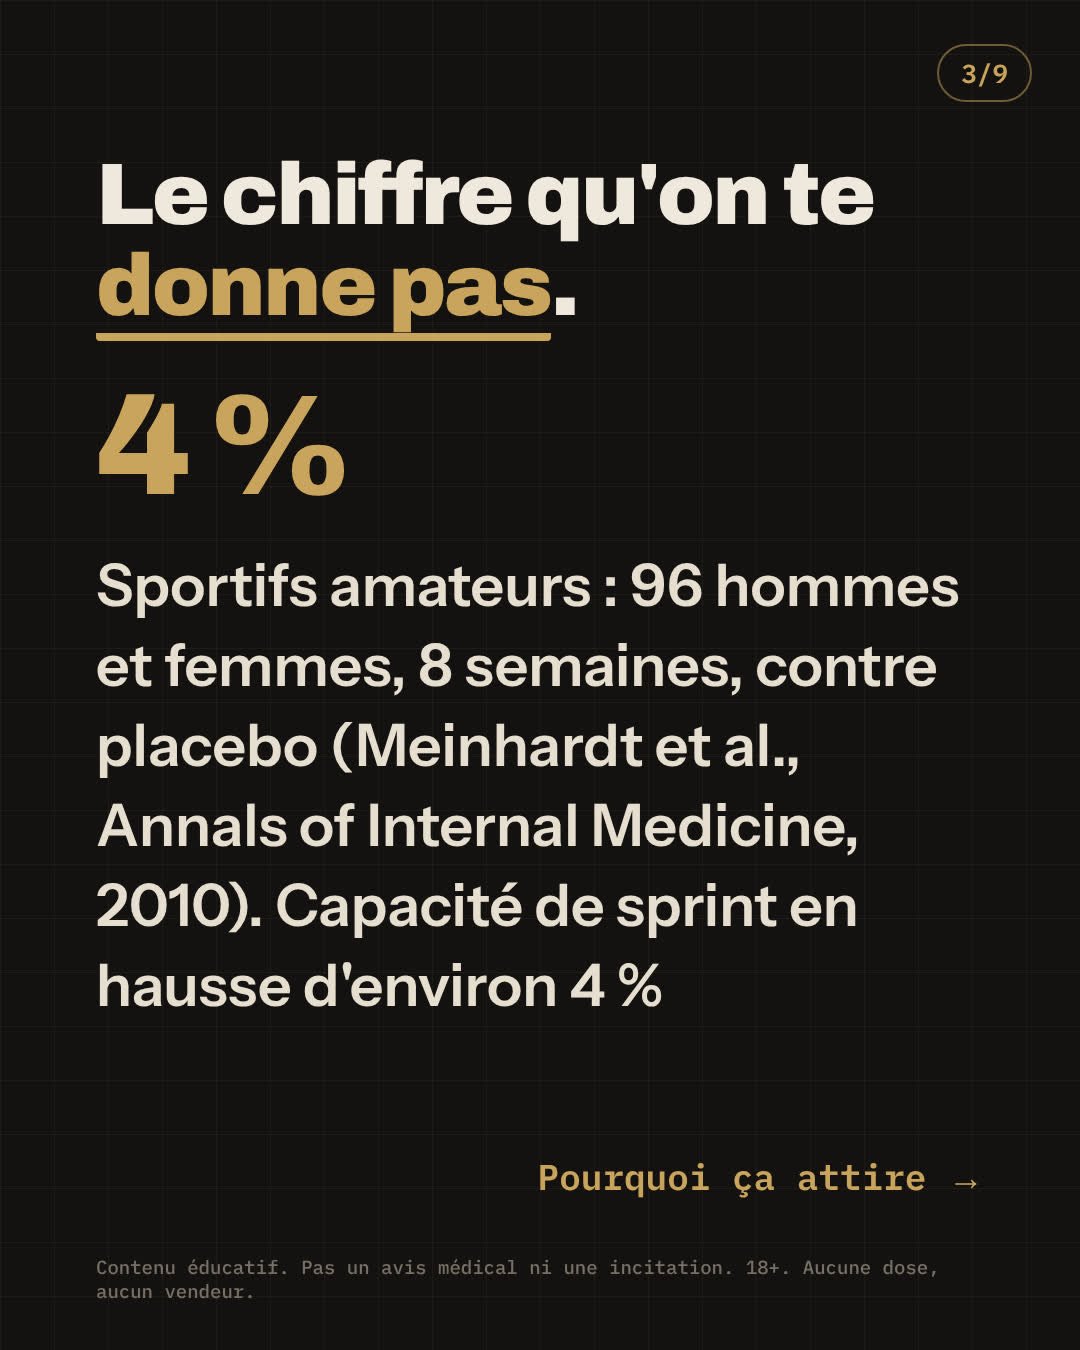 3/9
Le chiffre qu'on te
donne pas.
4 %
Sportifs amateurs : 96 hommes
et femmes, 8 semaines, contre
placebo (Meinhardt et al.,
Annals of Internal Medicine,
2010). Capacité de sprint en
hausse d'environ 4 %
Pourquoi ça attire →
Contenu éducatif. Pas un avis médical ni une incitation. 18+. Aucune dose,
aucun vendeur.